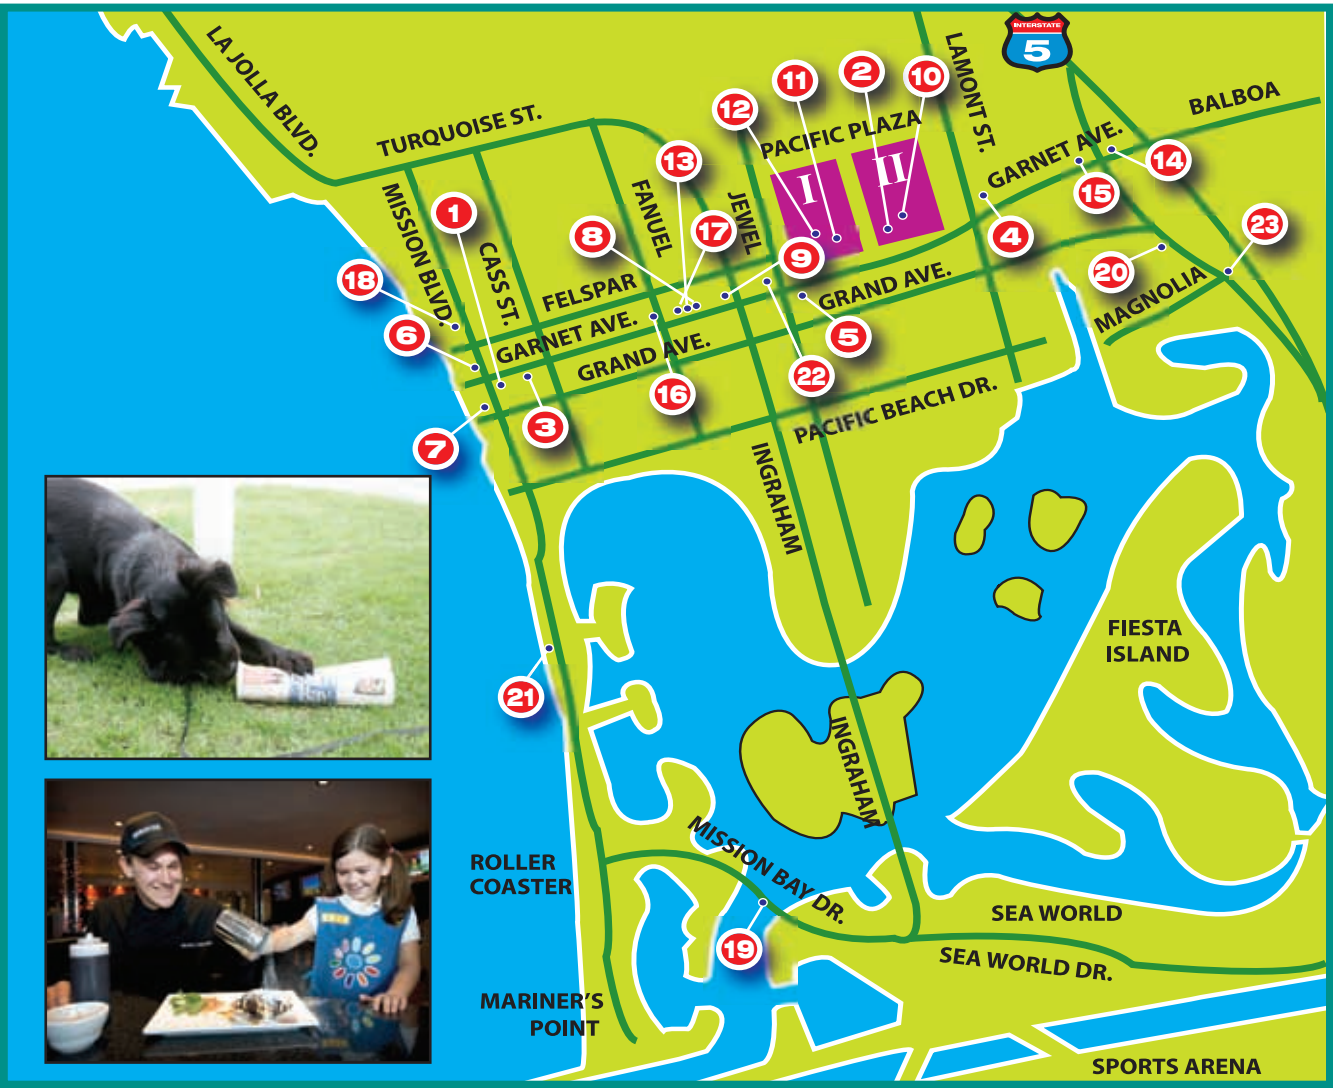 INTERSTATE
5
LA JOLLA BLVD.
TURQUOISE ST.
LAMONT ST.
BALBOA
PACIFIC PLAZA
GARNET AVE.
I
II
12
11
2
10
13
14
15
MISSION BLVD.
1
CASS ST.
FANUEL
JEWEL
8
17
9
4
23
18
FELSPAR
20
MAGNOLIA
6
GARNET AVE.
GRAND AVE.
GRAND AVE.
5
22
16
7
3
PACIFIC BEACH DR.
INGRAHAM
FIESTA
ISLAND
21
INGRAHAM
MISSION BAY DR.
ROLLER
COASTER
19
SEA WORLD
SEA WORLD DR.
MARINER'S
POINT
SPORTS ARENA